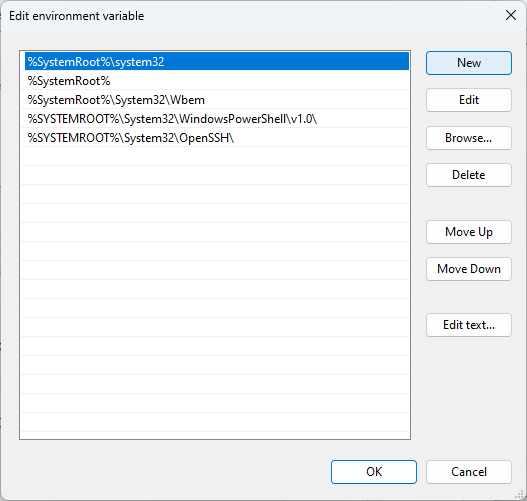 Edit environment variable
%SystemRoot%\system32
%SystemRoot%
%SystemRoot%\System32\Wbem
%SYSTEMROOT%\System32\WindowsPowerShell\v1.0\
%SYSTEMROOT%\System32\OpenSSH\
New
Edit
Browse...
Delete
Move Up
Move Down
Edit text...
OK
Cancel